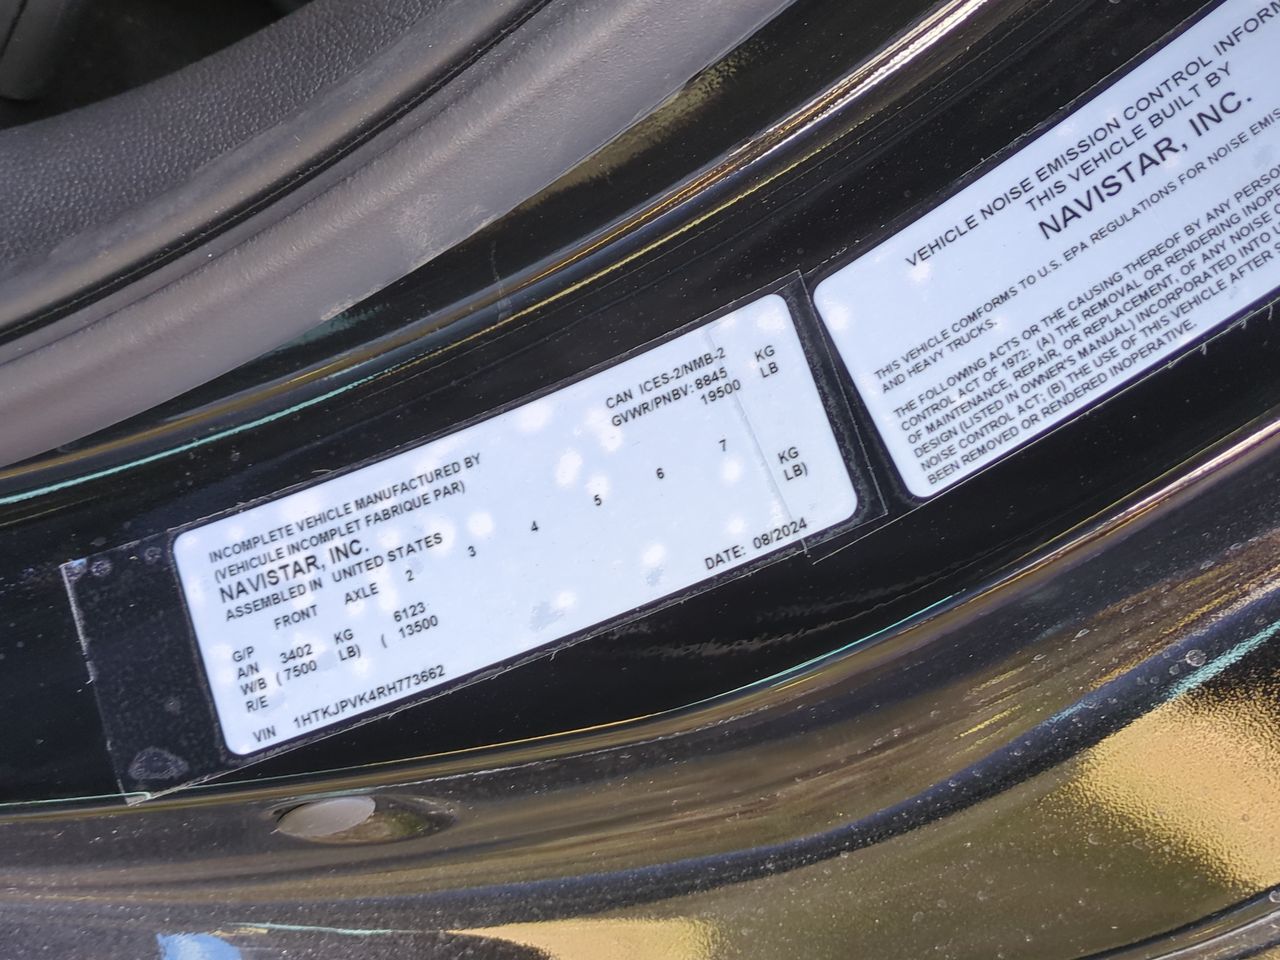 INCOMPLETE VEHICLE MANUFACTURED BY
(VEHICULE INCOMPLET FABRIQUE PAR)
NAVISTAR, INC.
ASSEMBLED IN UNITED STATES
CAN ICES-2/NMB-2
GVWR/PNBV: 8845 KG
19500 LB
FRONT AXLE 2 3 4 5 6 7
G/P
A/N 3402 KG 6123 KG
W/B ( 7500 LB) ( 13500 LB)
R/E
VIN 1HTKJPVK4RH773662 DATE: 08/2024
VEHICLE NOISE EMISSION CONTROL INFORM
THIS VEHICLE BUILT BY
NAVISTAR, INC.
THIS VEHICLE COMFORMS TO U.S. EPA REGULATIONS FOR NOISE EMIS
AND HEAVY TRUCKS.
THE FOLLOWING ACTS OR THE CAUSING THEREOF BY ANY PERSO
CONTROL ACT OF 1972: (A) THE REMOVAL OR RENDERING INOP
OF MAINTENANCE, REPAIR, OR REPLACEMENT OF ANY NOISE
DESIGN (LISTED IN OWNER'S MANUAL) INCORPORATED INTO
NOISE CONTROL ACT; (B) THE USE OF THIS VEHICLE AFTER
BEEN REMOVED OR RENDERED INOPERATIVE.